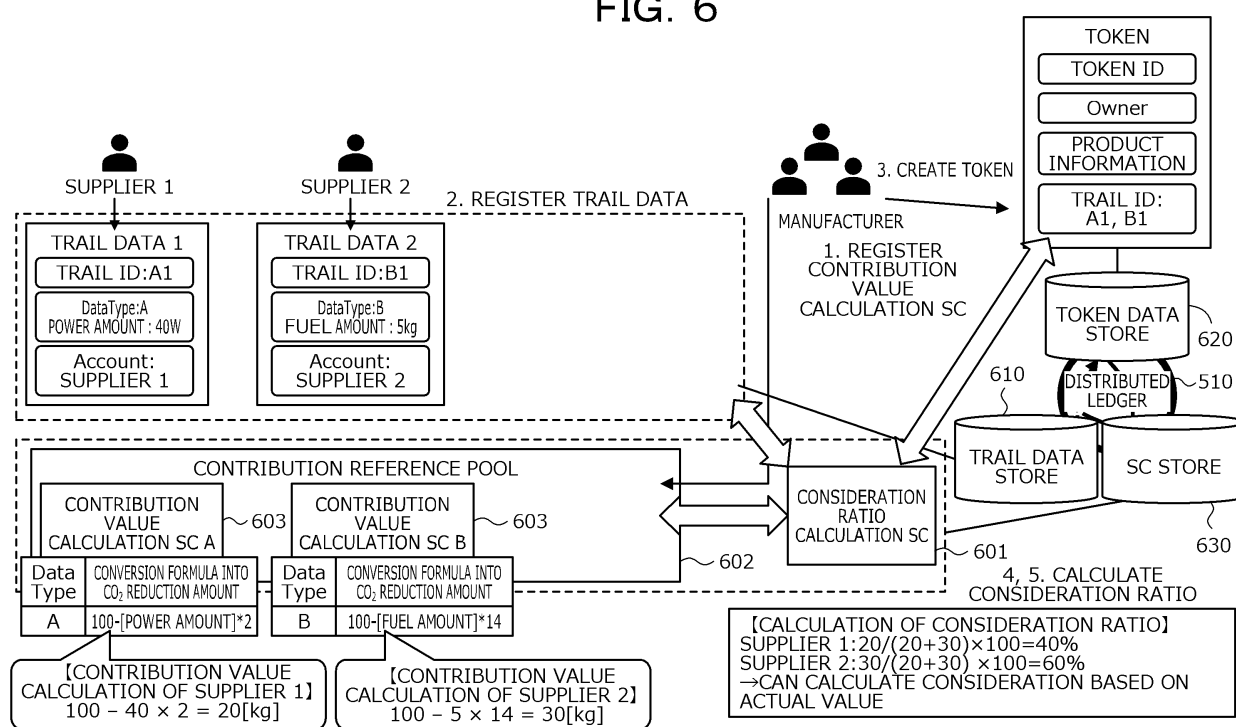 FIG. 6
SUPPLIER 1
SUPPLIER 2
2. REGISTER TRAIL DATA
TRAIL DATA 1
TRAIL ID:A1
DataType:A
POWER AMOUNT : 40W
Account:
SUPPLIER 1
TRAIL DATA 2
TRAIL ID:B1
DataType:B
FUEL AMOUNT : 5kg
Account:
SUPPLIER 2
MANUFACTURER
3. CREATE TOKEN
1. REGISTER
CONTRIBUTION
VALUE
CALCULATION SC
TOKEN
TOKEN ID
Owner
PRODUCT
INFORMATION
TRAIL ID:
A1, B1
TOKEN DATA
STORE
620
DISTRIBUTED
LEDGER
510
610
TRAIL DATA
STORE
SC STORE
630
CONTRIBUTION REFERENCE POOL
CONTRIBUTION
VALUE
CALCULATION SC A
603
CONTRIBUTION
VALUE
CALCULATION SC B
603
602
CONSIDERATION
RATIO
CALCULATION SC
601
Data
Type
CONVERSION FORMULA INTO
CO₂ REDUCTION AMOUNT
A
100-[POWER AMOUNT]*2
Data
Type
CONVERSION FORMULA INTO
CO₂ REDUCTION AMOUNT
B
100-[FUEL AMOUNT]*14
【CONTRIBUTION VALUE
CALCULATION OF SUPPLIER 1】
100 – 40 × 2 = 20[kg]
【CONTRIBUTION VALUE
CALCULATION OF SUPPLIER 2】
100 – 5 × 14 = 30[kg]
4, 5. CALCULATE
CONSIDERATION RATIO
【CALCULATION OF CONSIDERATION RATIO】
SUPPLIER 1:20/(20+30)×100=40%
SUPPLIER 2:30/(20+30) ×100=60%
→CAN CALCULATE CONSIDERATION BASED ON
ACTUAL VALUE